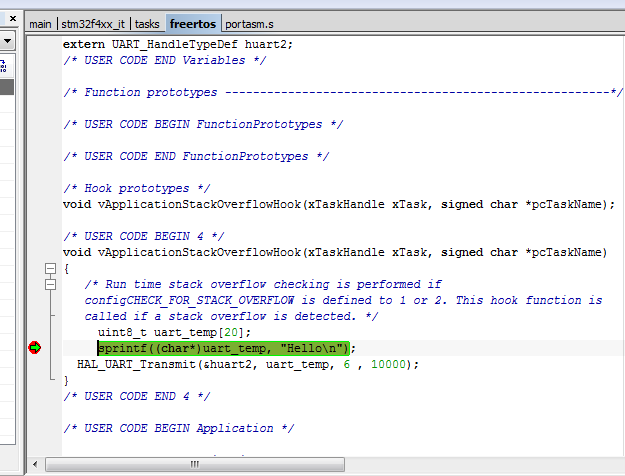 main stm32f4xx_it tasks freertos portasm.s
extern UART_HandleTypeDef huart2;
/* USER CODE END Variables */
/* Function prototypes -----------------------------------------------------------*/
/* USER CODE BEGIN FunctionPrototypes */
/* USER CODE END FunctionPrototypes */
/* Hook prototypes */
void vApplicationStackOverflowHook(xTaskHandle xTask, signed char *pcTaskName);
/* USER CODE BEGIN 4 */
void vApplicationStackOverflowHook(xTaskHandle xTask, signed char *pcTaskName)
{
/* Run time stack overflow checking is performed if
configCHECK_FOR_STACK_OVERFLOW is defined to 1 or 2. This hook function is
called if a stack overflow is detected. */
uint8_t uart_temp[20];
sprintf((char*)uart_temp, "Hello\n");
HAL_UART_Transmit(&huart2, uart_temp, 6 , 10000);
}
/* USER CODE END 4 */
/* USER CODE BEGIN Application */